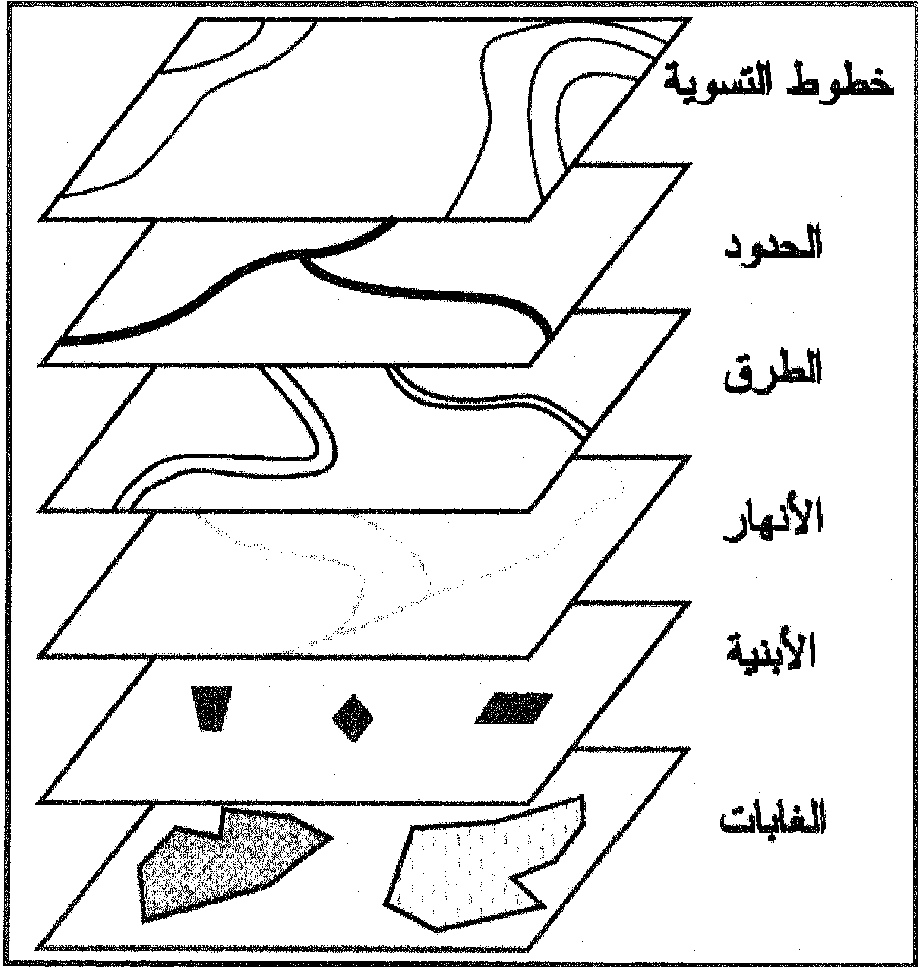 خطوط التسوية
الحدود
الطرق
الأنهار
الأبنية
الغابات